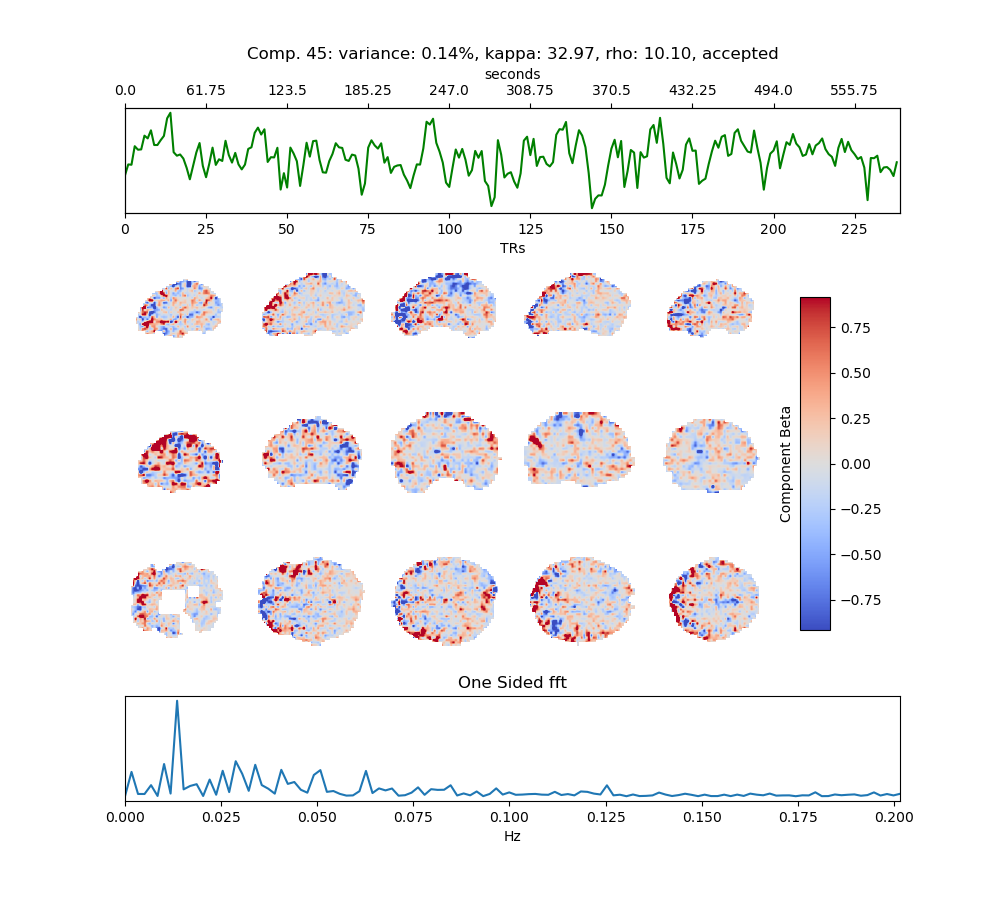 Comp. 45: variance: 0.14%, kappa: 32.97, rho: 10.10, accepted
seconds
0.0 61.75 123.5 185.25 247.0 308.75 370.5 432.25 494.0 555.75
0 25 50 75 100 125 150 175 200 225
TRs
0.75
0.50
0.25
0.00
−0.25
−0.50
−0.75
Component Beta
One Sided fft
0.000 0.025 0.050 0.075 0.100 0.125 0.150 0.175 0.200
Hz